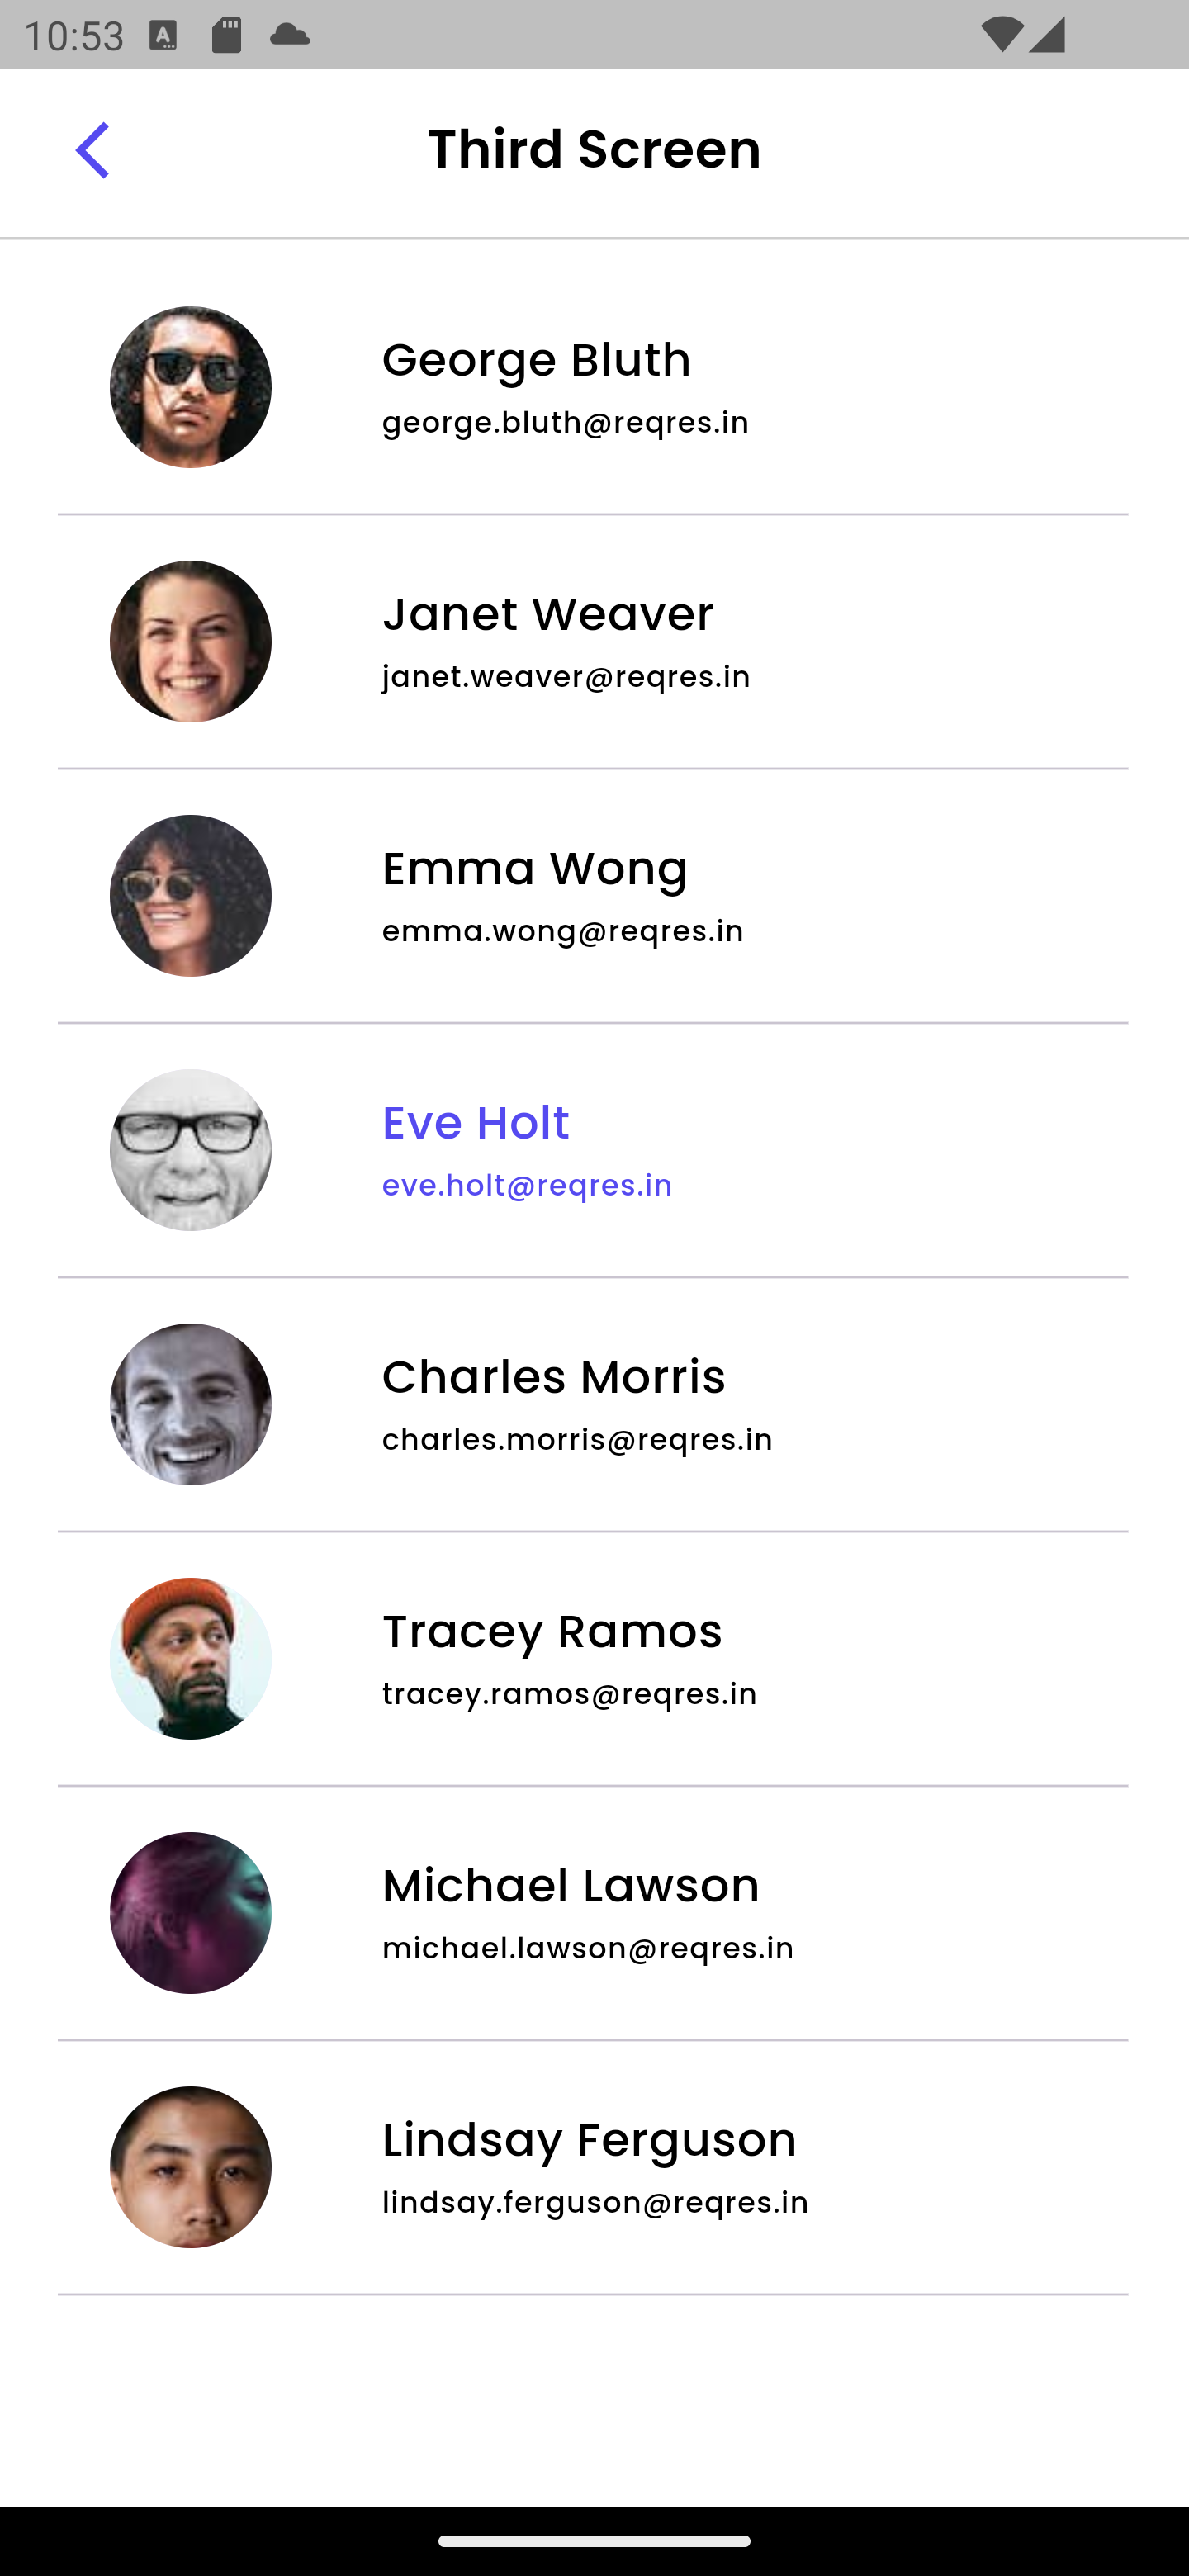 10:53
Third Screen
George Bluth
george.bluth@reqres.in
Janet Weaver
janet.weaver@reqres.in
Emma Wong
emma.wong@reqres.in
Eve Holt
eve.holt@reqres.in
Charles Morris
charles.morris@reqres.in
Tracey Ramos
tracey.ramos@reqres.in
Michael Lawson
michael.lawson@reqres.in
Lindsay Ferguson
lindsay.ferguson@reqres.in